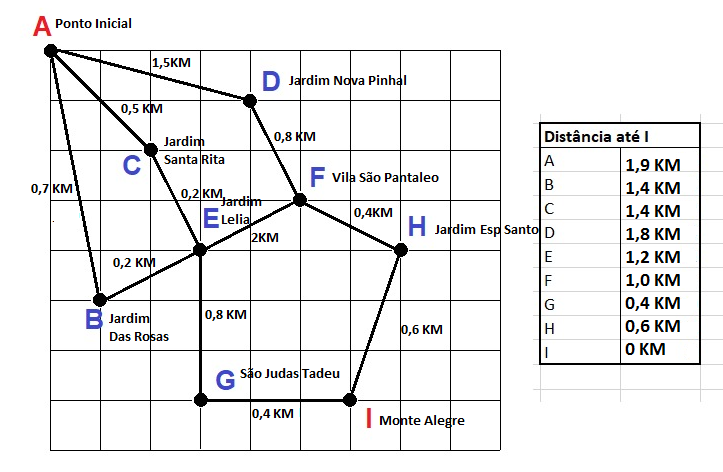 A Ponto Inicial
1,5KM
D Jardim Nova Pinhal
0,5 KM
0,8 KM
C
Jardim
Santa Rita
0,7 KM
0,2 KM
F Vila São Pantaleo
E
Jardim
Lelia
0,4KM
2KM
H Jardim Esp Santo
0,2 KM
B
Jardim
Das Rosas
0,8 KM
0,6 KM
G São Judas Tadeu
0,4 KM
I Monte Alegre
Distância até I
A 1,9 KM
B 1,4 KM
C 1,4 KM
D 1,8 KM
E 1,2 KM
F 1,0 KM
G 0,4 KM
H 0,6 KM
I 0 KM